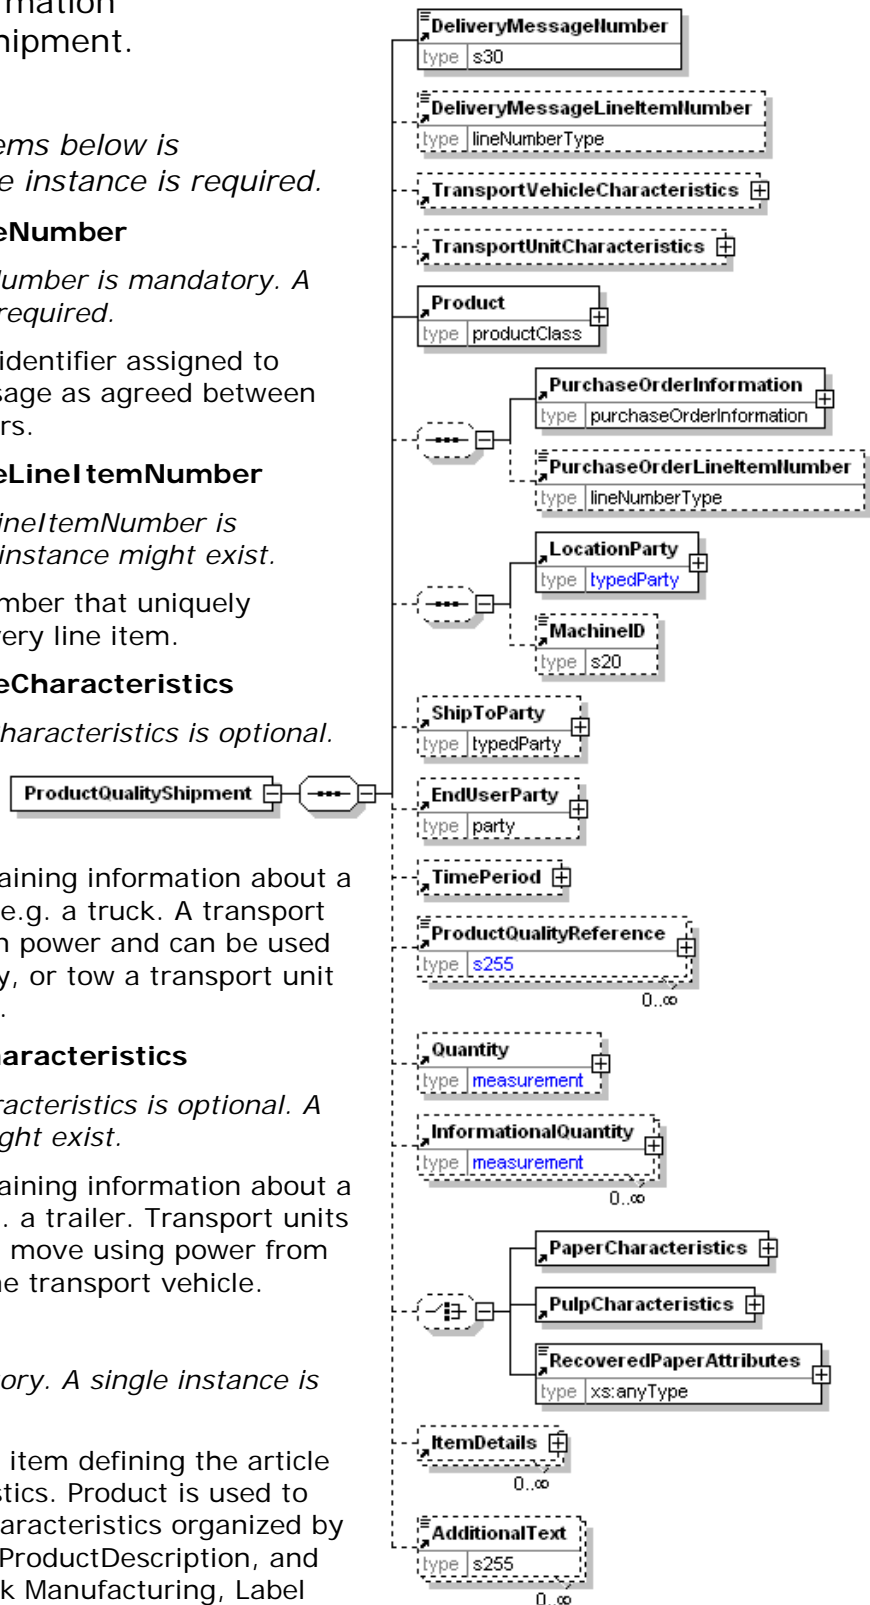 rmation
hipment.
ems below is
e instance is required.
eNumber
Number is mandatory. A
required.
identifier assigned to
sage as agreed between
rs.
eLineItemNumber
LineItemNumber is
instance might exist.
mber that uniquely
very line item.
eCharacteristics
Characteristics is optional.
ProductQualityShipment
aining information about a
e.g. a truck. A transport
n power and can be used
y, or tow a transport unit
.
haracteristics
racteristics is optional. A
ght exist.
aining information about a
. a trailer. Transport units
move using power from
he transport vehicle.
ory. A single instance is
item defining the article
stics. Product is used to
haracteristics organized by
ProductDescription, and
k Manufacturing, Label
DeliveryMessageNumber
type s30
DeliveryMessageLineItemNumber
type lineNumberType
TransportVehicleCharacteristics
TransportUnitCharacteristics
Product
type productClass
PurchaseOrderInformation
type purchaseOrderInformation
PurchaseOrderLineItemNumber
type lineNumberType
LocationParty
type typedParty
MachineID
type s20
ShipToParty
type typedParty
EndUserParty
type party
TimePeriod
ProductQualityReference
type s255
0..∞
Quantity
type measurement
InformationalQuantity
type measurement
0..∞
PaperCharacteristics
PulpCharacteristics
RecoveredPaperAttributes
type xs:anyType
ItemDetails
0..∞
AdditionalText
type s255
0..∞